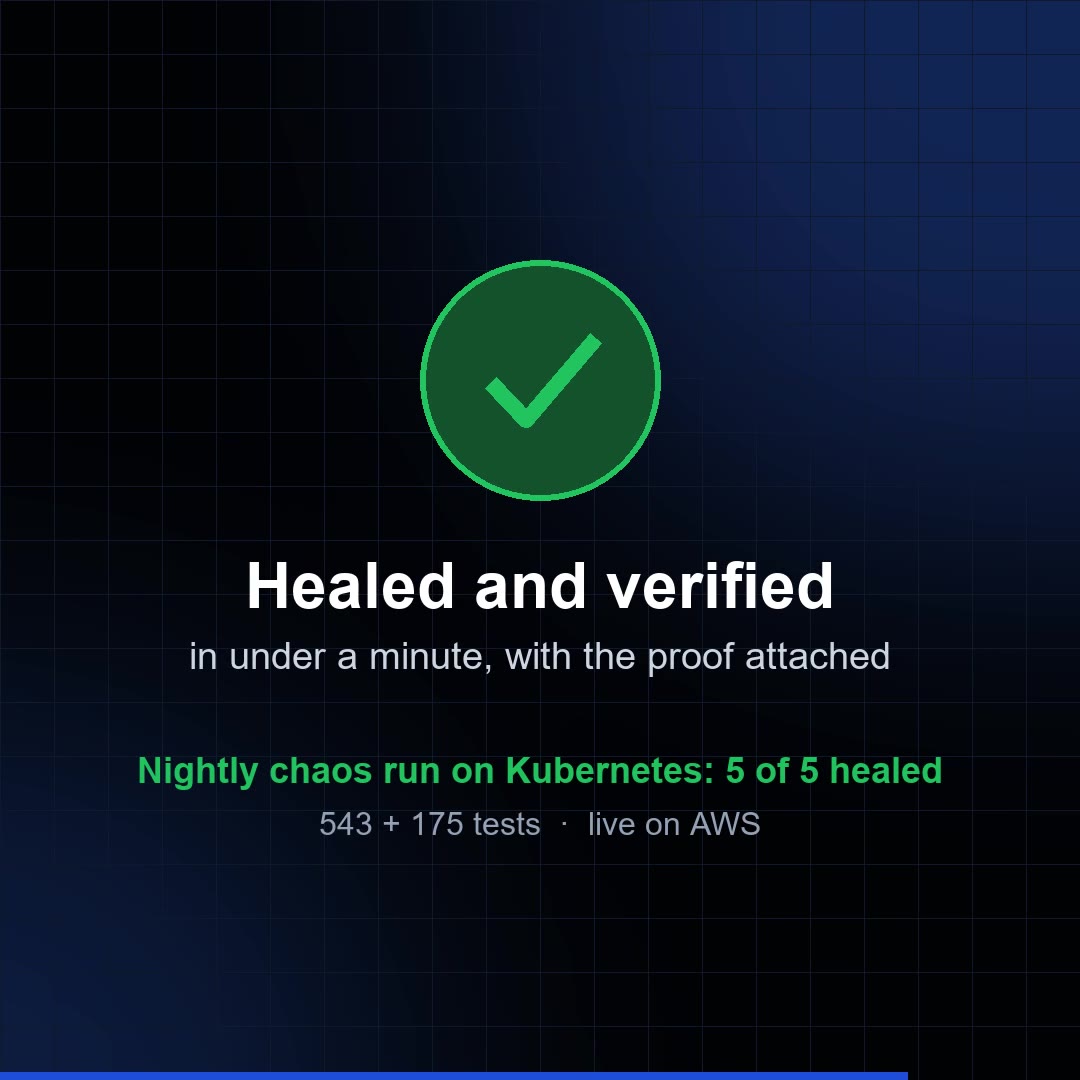 Healed and verified
in under a minute, with the proof attached
Nightly chaos run on Kubernetes: 5 of 5 healed
543 + 175 tests · live on AWS